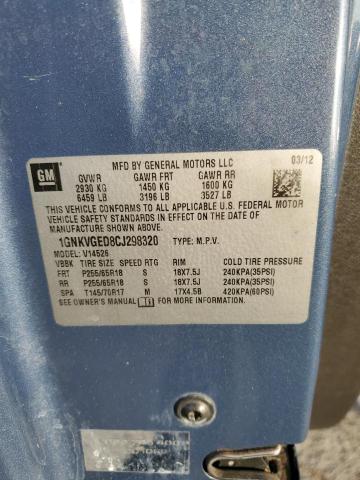 MFD BY GENERAL MOTORS LLC
03/12
GM
GVWR GAWR FRT GAWR RR
2930 KG 1450 KG 1600 KG
6459 LB 3196 LB 3527 LB
THIS VEHICLE CONFORMS TO ALL APPLICABLE U.S. FEDERAL MOTOR
VEHICLE SAFETY STANDARDS IN EFFECT ON THE DATE OF
MANUFACTURE SHOWN ABOVE.
1GNKVGED8CJ298320 TYPE: M.P.V.
MODEL: V14526
VBBK TIRE SIZE SPEED RTG RIM COLD TIRE PRESSURE
FRT P255/65R18 S 18X7.5J 240KPA(35PSI)
RR P255/65R18 S 18X7.5J 240KPA(35PSI)
SPA T145/70R17 M 17X4.5B 420KPA(60PSI)
SEE OWNER'S MANUAL FOR MORE INFORMATION.